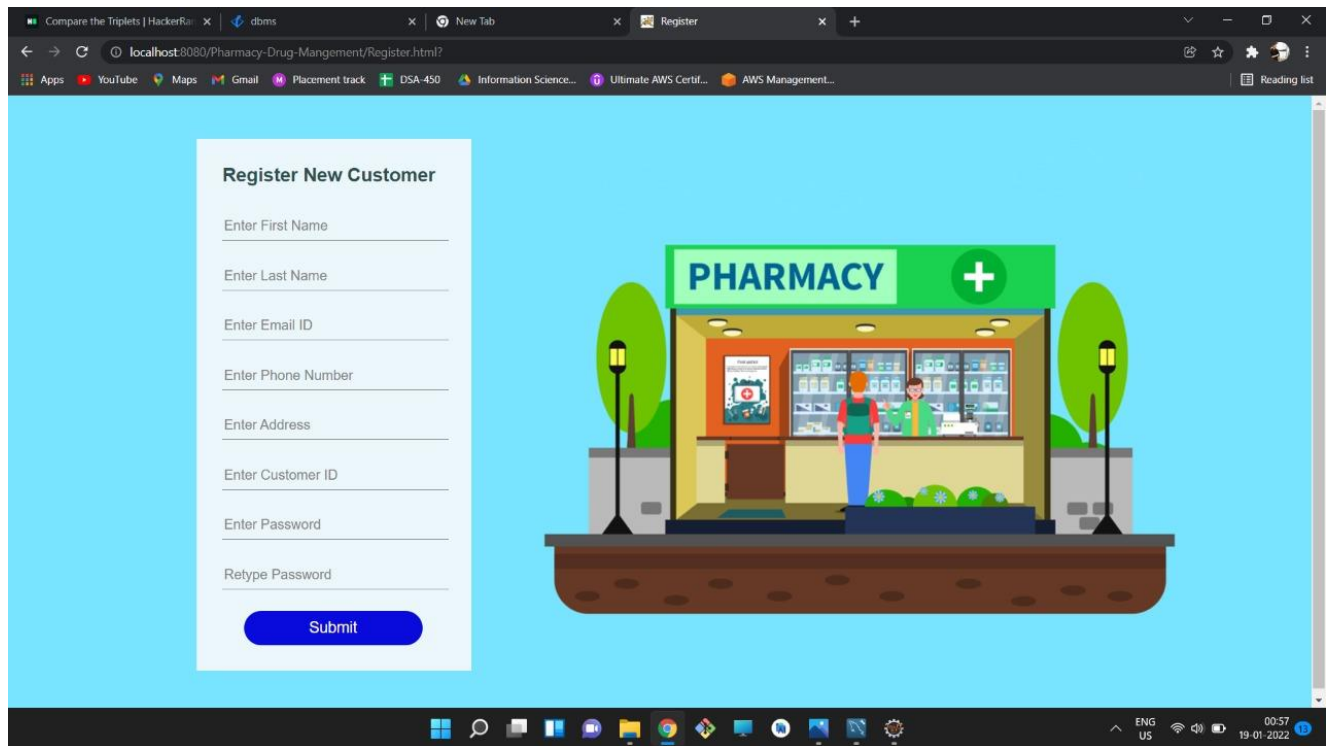 Compare the Triplets | HackerRan
dbms
New Tab
Register
localhost:8080/Pharmacy-Drug-Mangement/Register.html?
Apps
YouTube
Maps
Gmail
Placement track
DSA-450
Information Science...
Ultimate AWS Certif...
AWS Management...
Reading list
Register New Customer
Enter First Name
Enter Last Name
Enter Email ID
Enter Phone Number
Enter Address
Enter Customer ID
Enter Password
Retype Password
Submit
PHARMACY
ENG
US
00:57
19-01-2022